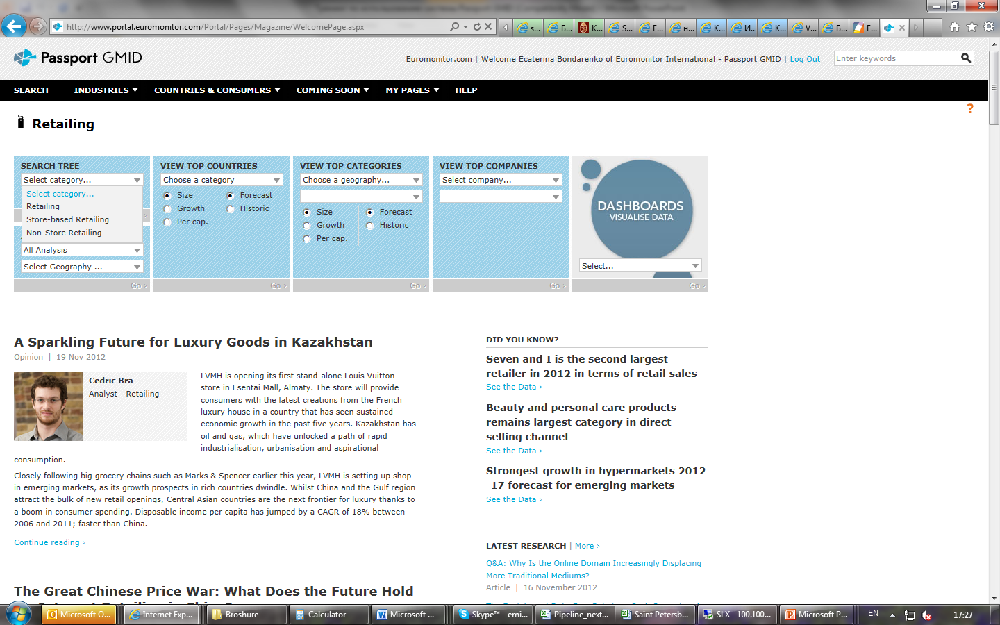 http://www.portal.euromonitor.com/Portal/Pages/Magazine/WelcomePage.aspx
s... Б... K... S... E... н... K... И... K... V... Б... E...
Passport GMID
Euromonitor.com | Welcome Ecaterina Bondarenko of Euromonitor International - Passport GMID | Log Out
Enter keywords
SEARCH INDUSTRIES COUNTRIES & CONSUMERS COMING SOON MY PAGES HELP
?
Retailing
SEARCH TREE
Select category...
Select category...
Retailing
Store-based Retailing
Non-Store Retailing
All Analysis
Select Geography ...
Go >
VIEW TOP COUNTRIES
Choose a category
Size Forecast
Growth Historic
Per cap.
Go >
VIEW TOP CATEGORIES
Choose a geography...
Size Forecast
Growth Historic
Per cap.
Go >
VIEW TOP COMPANIES
Select company...
Go >
DASHBOARDS
VISUALISE DATA
Select...
Go >
A Sparkling Future for Luxury Goods in Kazakhstan
Opinion | 19 Nov 2012
Cedric Bra
Analyst - Retailing
LVMH is opening its first stand-alone Louis Vuitton
store in Esentai Mall, Almaty. The store will provide
consumers with the latest creations from the French
luxury house in a country that has seen sustained
economic growth in the past five years. Kazakhstan has
oil and gas, which have unlocked a path of rapid
industrialisation, urbanisation and aspirational
consumption.
Closely following big grocery chains such as Marks & Spencer earlier this year, LVMH is setting up shop
in emerging markets, as its growth prospects in rich countries dwindle. Whilst China and the Gulf region
attract the bulk of new retail openings, Central Asian countries are the next frontier for luxury thanks to
a boom in consumer spending. Disposable income per capita has jumped by a CAGR of 18% between
2006 and 2011; faster than China.
Continue reading >
The Great Chinese Price War: What Does the Future Hold
DID YOU KNOW?
Seven and I is the second largest
retailer in 2012 in terms of retail sales
See the Data >
Beauty and personal care products
remains largest category in direct
selling channel
See the Data >
Strongest growth in hypermarkets 2012
-17 forecast for emerging markets
See the Data >
LATEST RESEARCH | More >
Q&A: Why Is the Online Domain Increasingly Displacing
More Traditional Mediums?
Article | 16 November 2012
Microsoft O... Internet Exp... Broshure Calculator Microsoft ... Skype™ - emi... Pipeline_next... Saint Petersb... SLX - 100.100... Microsoft P... EN 17:27